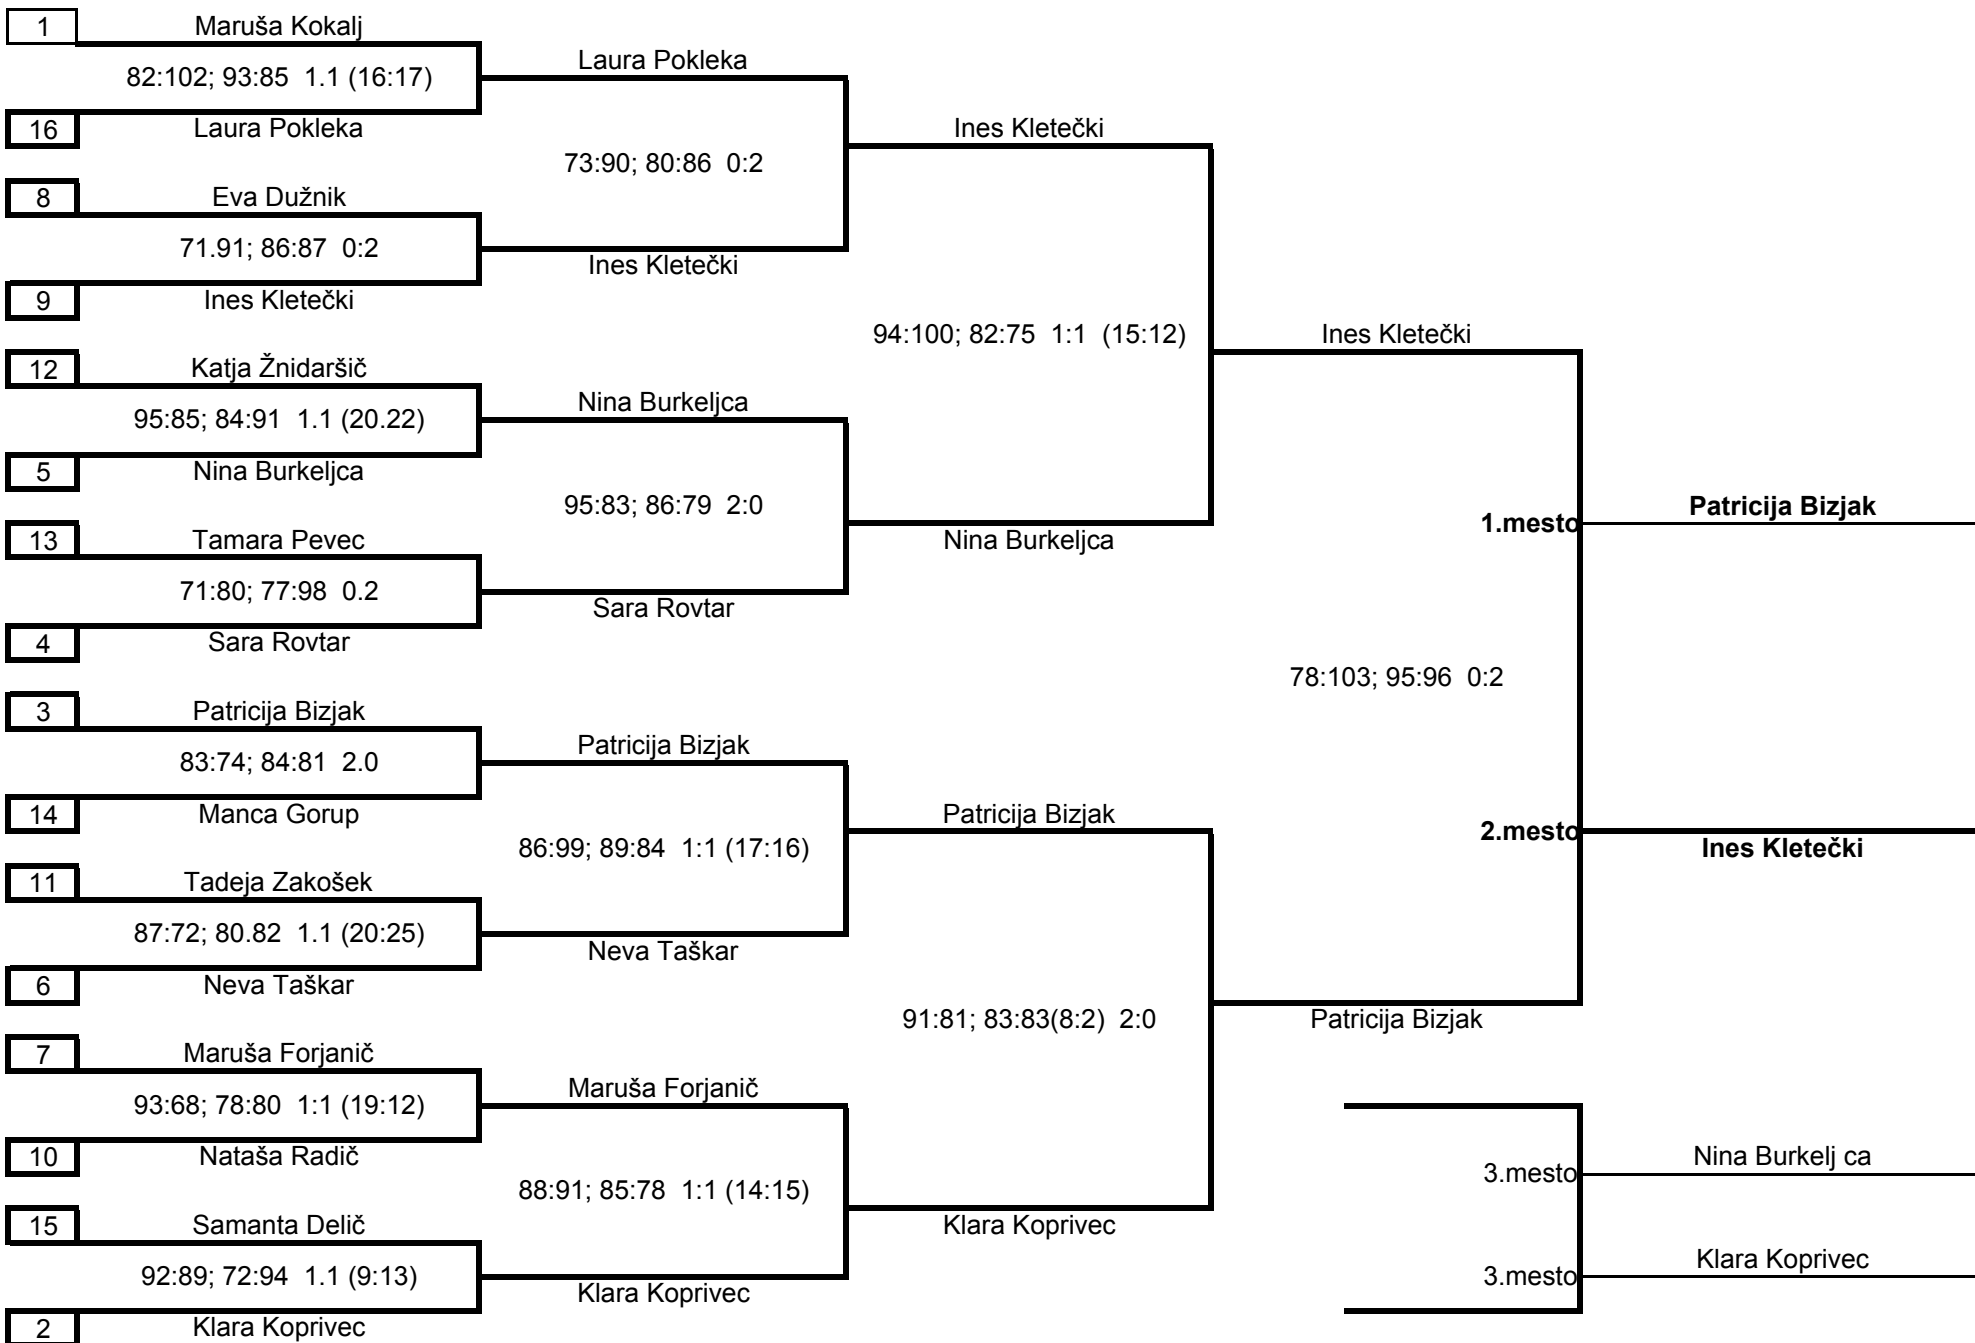 1 Maruša Kokalj
82:102; 93:85 1.1 (16:17)
16 Laura Pokleka
8 Eva Dužnik
71.91; 86:87 0:2
9 Ines Kletečki
12 Katja Žnidaršič
95:85; 84:91 1.1 (20.22)
5 Nina Burkeljca
13 Tamara Pevec
71:80; 77:98 0.2
4 Sara Rovtar
3 Patricija Bizjak
83:74; 84:81 2.0
14 Manca Gorup
11 Tadeja Zakošek
87:72; 80.82 1.1 (20:25)
6 Neva Taškar
7 Maruša Forjanič
93:68; 78:80 1:1 (19:12)
10 Nataša Radič
15 Samanta Delič
92:89; 72:94 1.1 (9:13)
2 Klara Koprivec
Laura Pokleka
73:90; 80:86 0:2
Ines Kletečki
Nina Burkeljca
95:83; 86:79 2:0
Sara Rovtar
Patricija Bizjak
86:99; 89:84 1:1 (17:16)
Neva Taškar
Maruša Forjanič
88:91; 85:78 1:1 (14:15)
Klara Koprivec
Ines Kletečki
94:100; 82:75 1:1 (15:12)
Nina Burkeljca
Patricija Bizjak
91:81; 83:83(8:2) 2:0
Klara Koprivec
Ines Kletečki
78:103; 95:96 0:2
Patricija Bizjak
1.mesto Patricija Bizjak
2.mesto Ines Kletečki
3.mesto Nina Burkelj ca
3.mesto Klara Koprivec